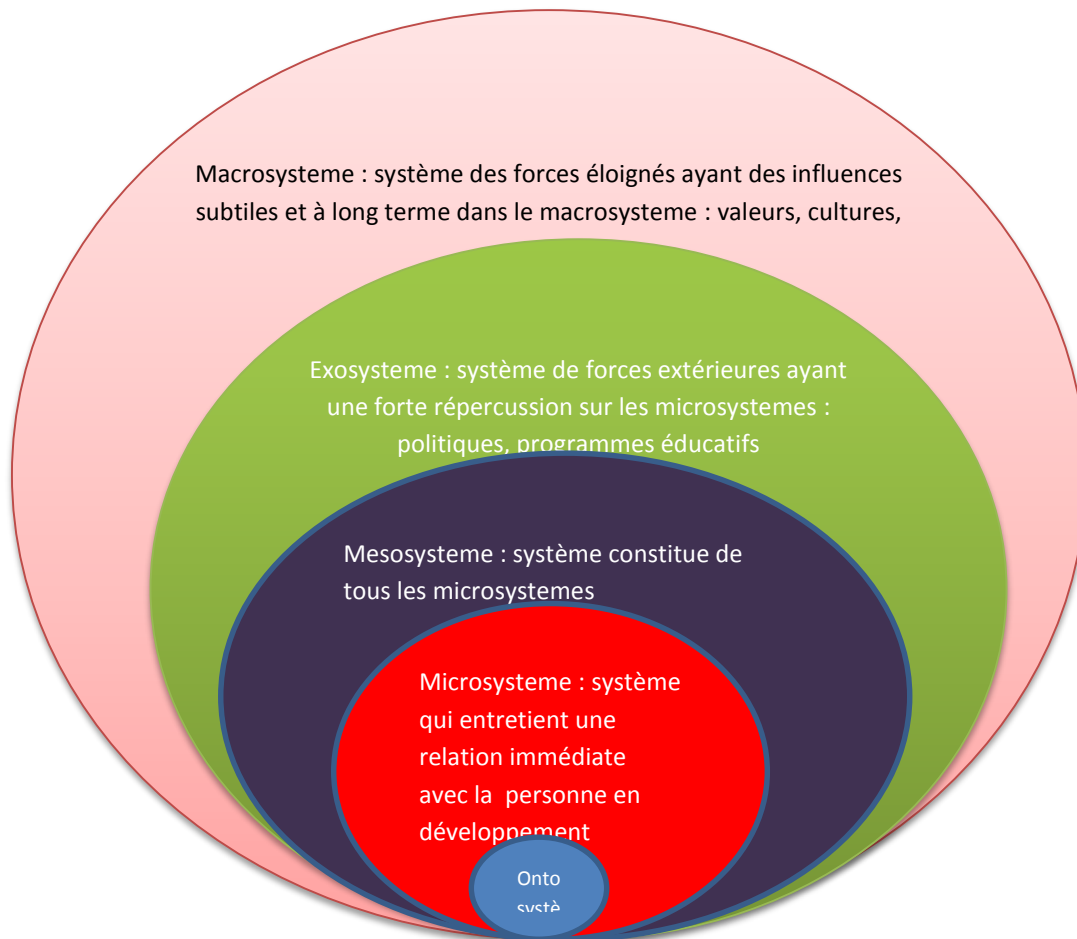 Macrosysteme : système des forces éloignés ayant des influences
subtiles et à long terme dans le macrosysteme : valeurs, cultures,
Exosysteme : système de forces extérieures ayant
une forte répercussion sur les microsystemes :
politiques, programmes éducatifs
Mesosysteme : système constitue de
tous les microsystemes
Microsysteme : système
qui entretient une
relation immédiate
avec la personne en
développement
Onto
systè